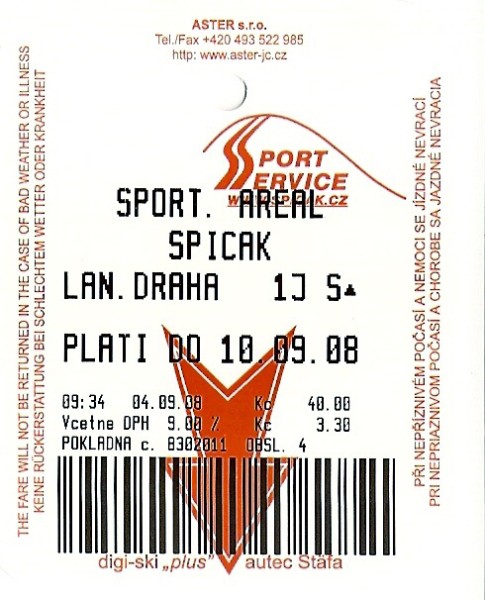 ASTER s.r.o.
Tel./Fax +420 493 522 985
http: www.aster-jc.cz
SPORT
SERVICE
SPORT. AREAL
SPICAK
LAN. DRAHA 1J S
PLATI DO 10.09.08
09:34 04.09.08 Kc 40.00
Vcetne DPH 9.00 % Kc 3.30
POKLADNA c. 8302011 OBSL. 4
digi-ski „plus" autec Stäfa
THE FARE WILL NOT BE RETURNED IN THE CASE OF BAD WEATHER OR ILLNESS
KEINE RÜCKERSTATTUNG BEI SCHLECHTEM WETTER ODER KRANKHEIT
PŘI NEPŘÍZNIVÉM POČASÍ A NEMOCI SE JÍZDNÉ NEVRACÍ
PRI NEPRIAZNIVOM POČASÍ A CHOROBE SA JAZDNÉ NEVRACIA